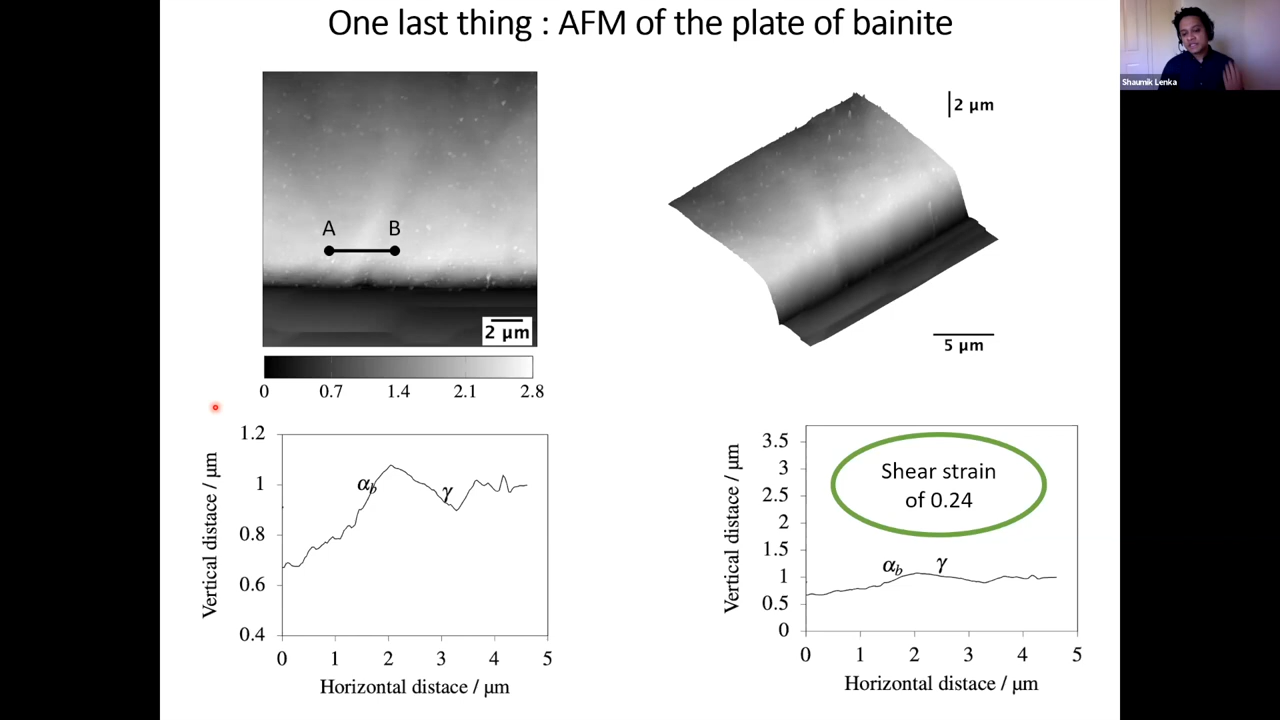 One last thing : AFM of the plate of bainite
Shaumik Lenka
A B
2 µm
0 0.7 1.4 2.1 2.8
2 µm
5 µm
1.2
1
0.8
0.6
0.4
Vertical distace / µm
αb
γ
0 1 2 3 4 5
Horizontal distace / µm
3.5
3
2.5
2
1.5
1
0.5
0
Vertical distace / µm
Shear strain
of 0.24
αb
γ
0 1 2 3 4 5
Horizontal distace / µm